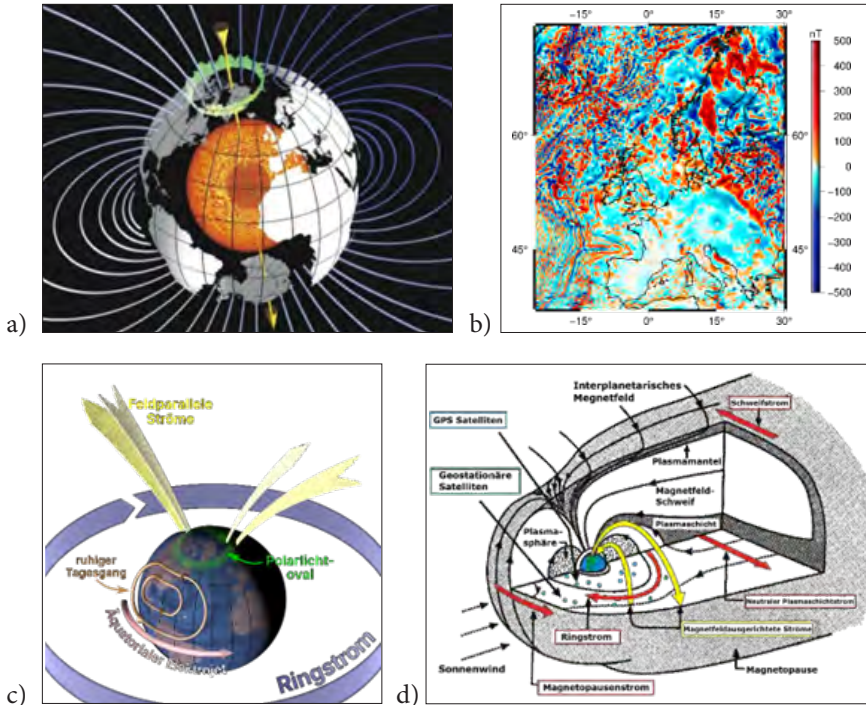 a)
b)
−15° 0° 15° 30°
nT
500
400
300
200
100
0
−100
−200
−300
−400
−500
60° 60°
45° 45°
−15° 0° 15° 30°
c)
Feldparallele
Ströme
ruhiger
Tagesgang
Polarlicht-
oval
Äquatorialer Elektrojet
Ringstrom
d)
Interplanetarisches
Megnetfeld
GPS Satelliten
Schweifstrom
Plasmamantel
Geostationäre
Satelliten
Magnetfeld-
Schweif
Plasma-
sphäre
Plasmaschicht
Neutraler Plasmaschichtstrom
Ringstrom
Magnetfeldausgerichtete Ströme
Sonnenwind
Magnetopause
Magnetopausenstrom